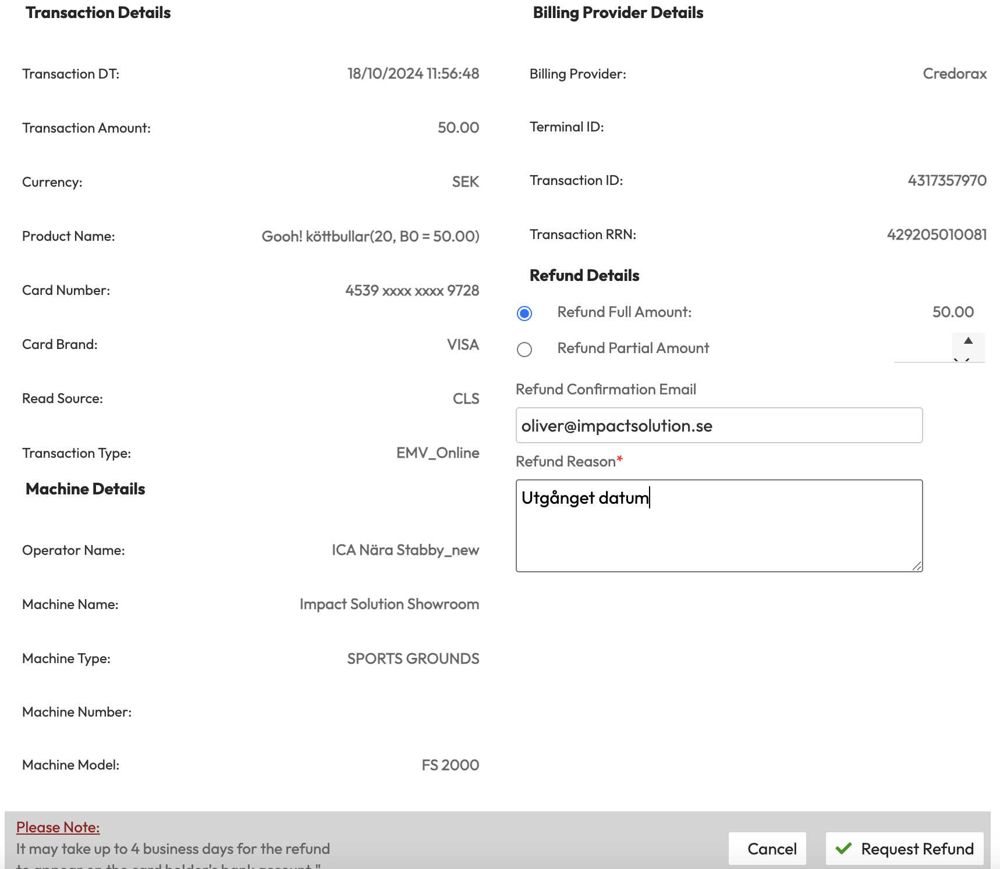 Transaction Details
Transaction DT: 18/10/2024 11:56:48
Transaction Amount: 50.00
Currency: SEK
Product Name: Gooh! köttbullar(20, B0 = 50.00)
Card Number: 4539 xxxx xxxx 9728
Card Brand: VISA
Read Source: CLS
Transaction Type: EMV_Online
Machine Details
Operator Name: ICA Nära Stabby_new
Machine Name: Impact Solution Showroom
Machine Type: SPORTS GROUNDS
Machine Number:
Machine Model: FS 2000
Billing Provider Details
Billing Provider: Credorax
Terminal ID:
Transaction ID: 4317357970
Transaction RRN: 429205010081
Refund Details
Refund Full Amount: 50.00
Refund Partial Amount
Refund Confirmation Email
oliver@impactsolution.se
Refund Reason*
Utgånget datum
Please Note:
It may take up to 4 business days for the refund
to appear on the card holder's bank account."
Cancel
Request Refund